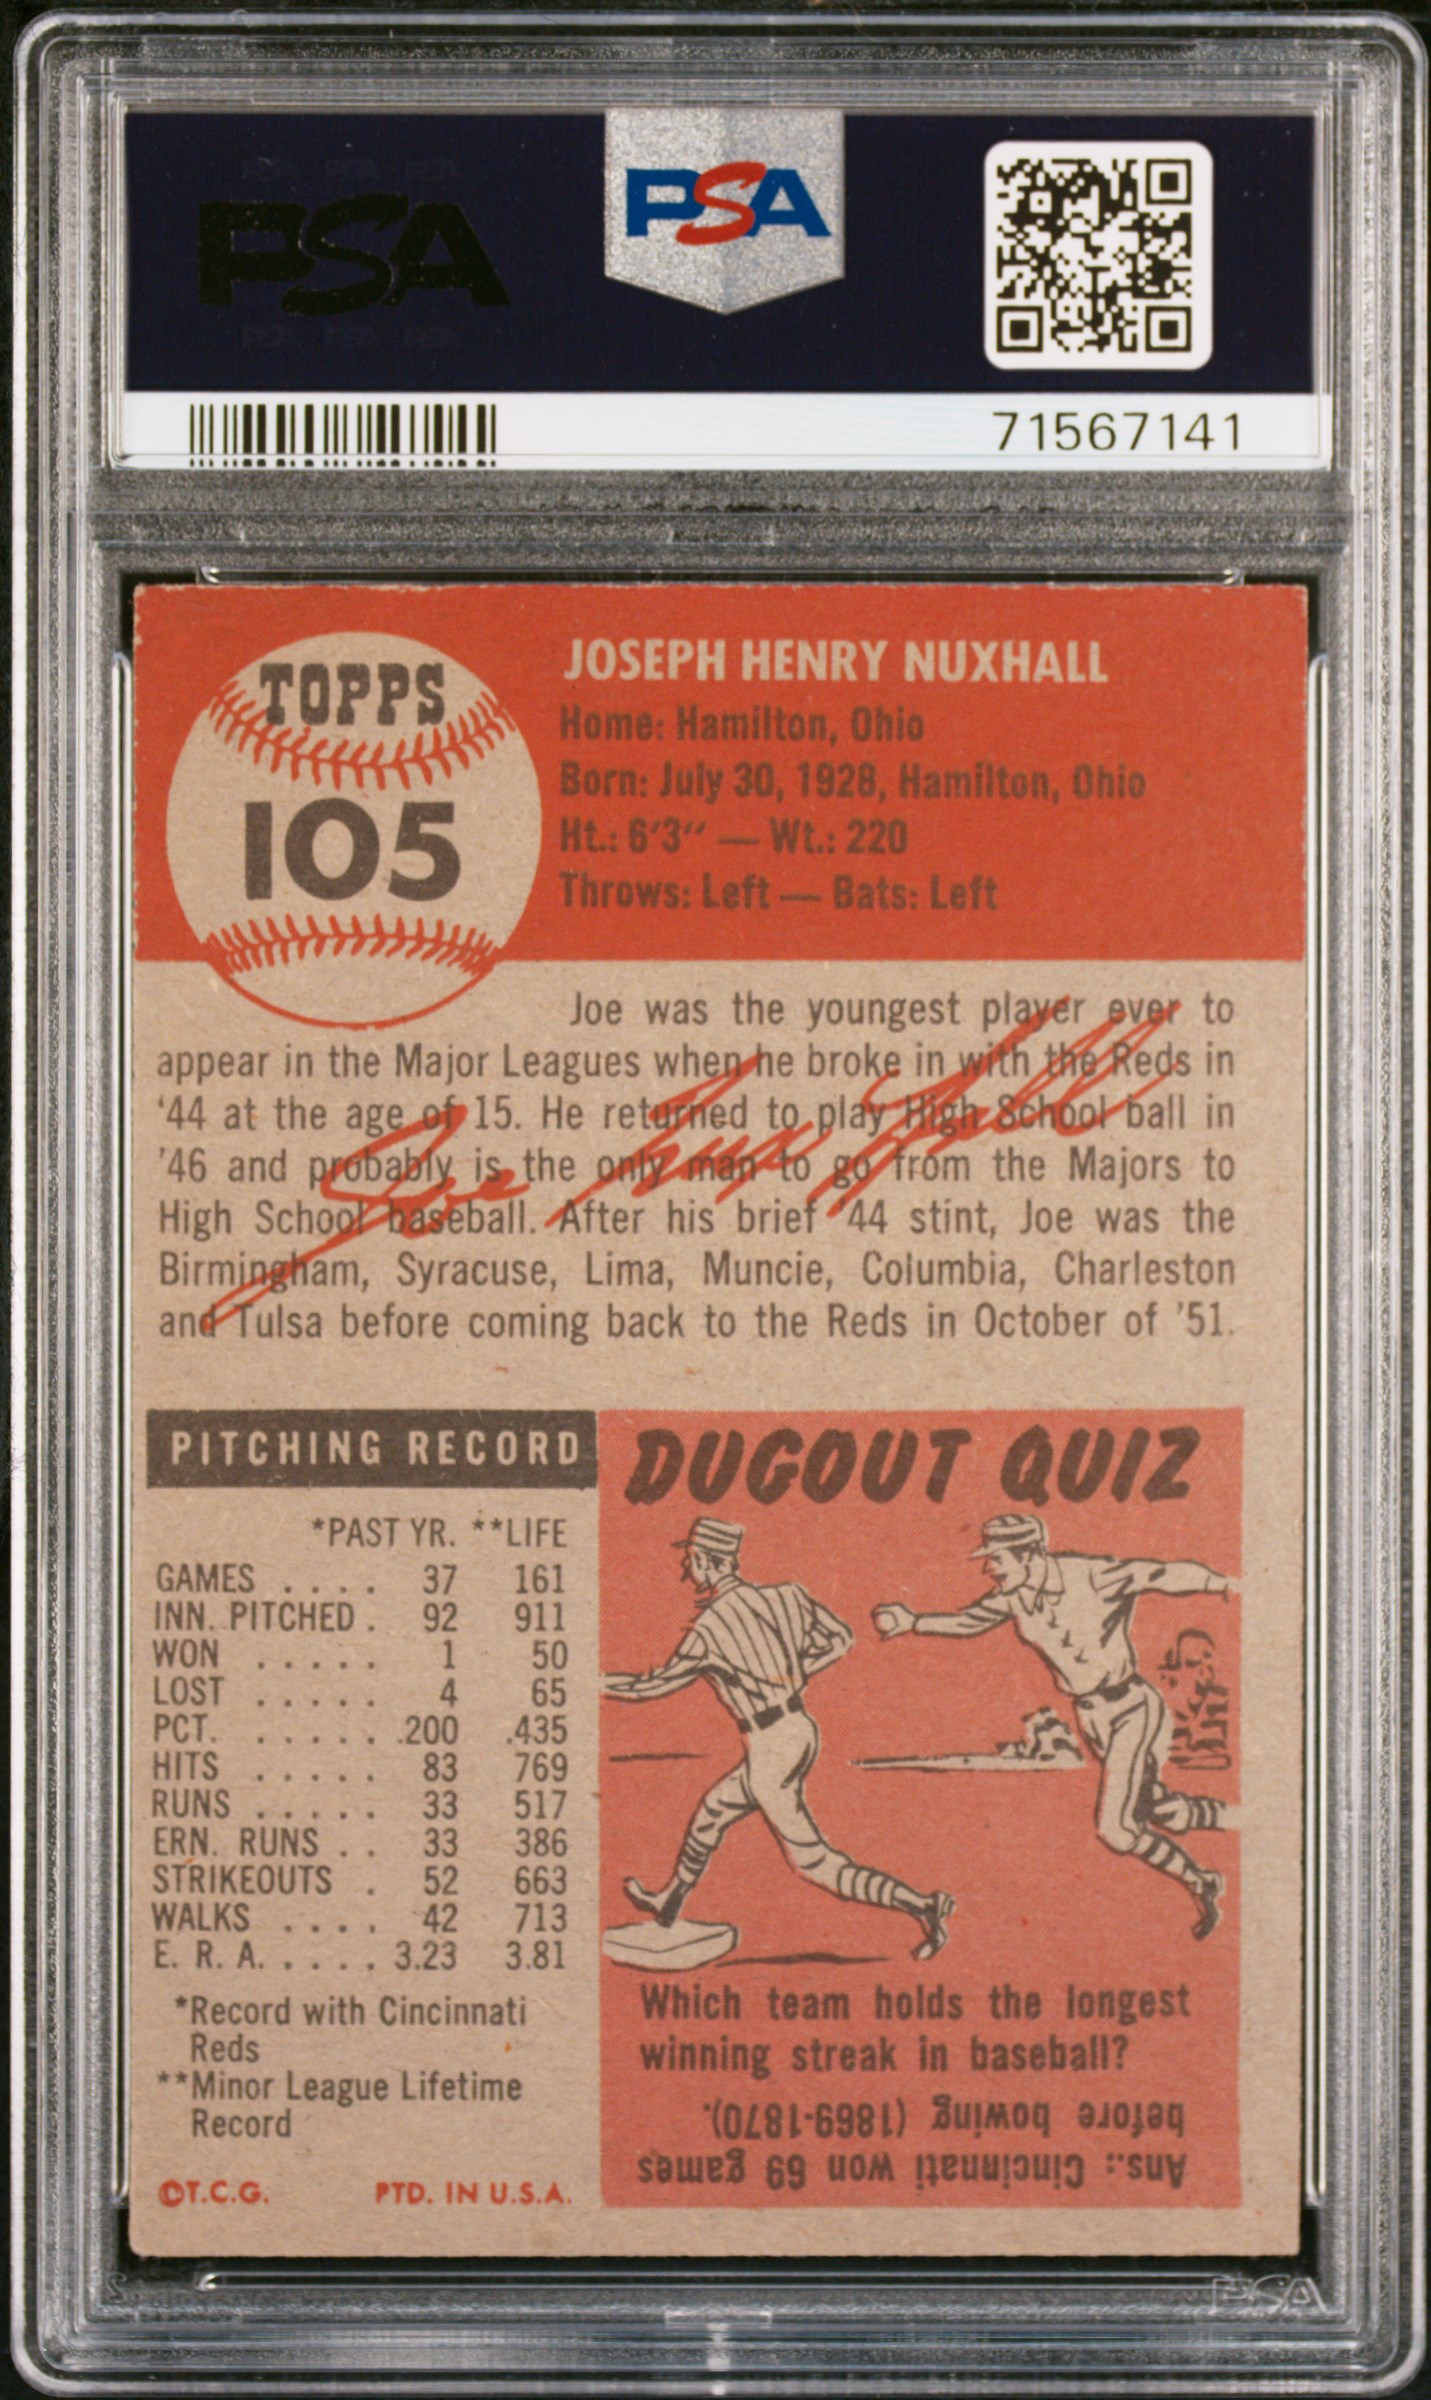 PSA
PSA
71567141
TOPPS
105
JOSEPH HENRY NUXHALL
Home: Hamilton, Ohio
Born: July 30, 1928, Hamilton, Ohio
Ht.: 6'3" — Wt.: 220
Throws: Left — Bats: Left
Joe was the youngest player ever to
appear in the Major Leagues when he broke in with the Reds in
'44 at the age of 15. He returned to play High School ball in
'46 and probably is the only man to go from the Majors to
High School baseball. After his brief '44 stint, Joe was the
Birmingham, Syracuse, Lima, Muncie, Columbia, Charleston
and Tulsa before coming back to the Reds in October of '51.
Joe Nuxhall
PITCHING RECORD
*PAST YR. **LIFE
GAMES . . . . 37 161
INN. PITCHED . 92 911
WON . . . . . 1 50
LOST . . . . . 4 65
PCT. . . . . . .200 .435
HITS . . . . . 83 769
RUNS . . . . . 33 517
ERN. RUNS . . 33 386
STRIKEOUTS . 52 663
WALKS . . . . 42 713
E. R. A. . . . . 3.23 3.81
*Record with Cincinnati
Reds
**Minor League Lifetime
Record
©T.C.G. PTD. IN U.S.A.
DUGOUT QUIZ
Which team holds the longest
winning streak in baseball?
Ans.: Cincinnati won 69 games
before bowing (1869-1870).
PSA